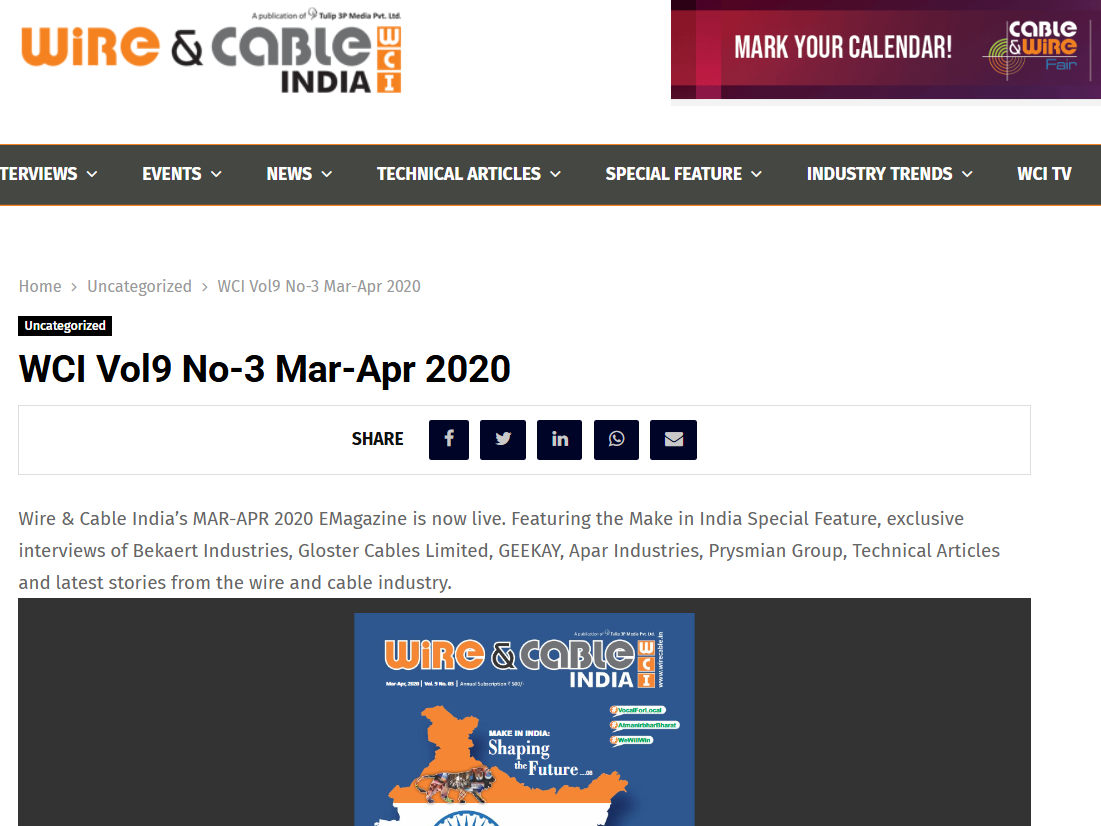 A publication of Tulip 3P Media Pvt. Ltd.
WiRE & CABLE WCI
INDIA
MARK YOUR CALENDAR!
CABLE
&WIRE
Fair
TERVIEWS EVENTS NEWS TECHNICAL ARTICLES SPECIAL FEATURE INDUSTRY TRENDS WCI TV
Home > Uncategorized > WCI Vol9 No-3 Mar-Apr 2020
Uncategorized
WCI Vol9 No-3 Mar-Apr 2020
SHARE
Wire & Cable India’s MAR-APR 2020 EMagazine is now live. Featuring the Make in India Special Feature, exclusive
interviews of Bekaert Industries, Gloster Cables Limited, GEEKAY, Apar Industries, Prysmian Group, Technical Articles
and latest stories from the wire and cable industry.
A publication of Tulip 3P Media Pvt. Ltd.
WiRE & CABLE WCI
INDIA
www.wirecable.in
Mar-Apr, 2020 | Vol. 9 No. 03 | Annual Subscription ₹ 500/-
#VocalForLocal
#AtmanirbharBharat
#WeWillWin
MAKE IN INDIA:
Shaping
the Future ...08